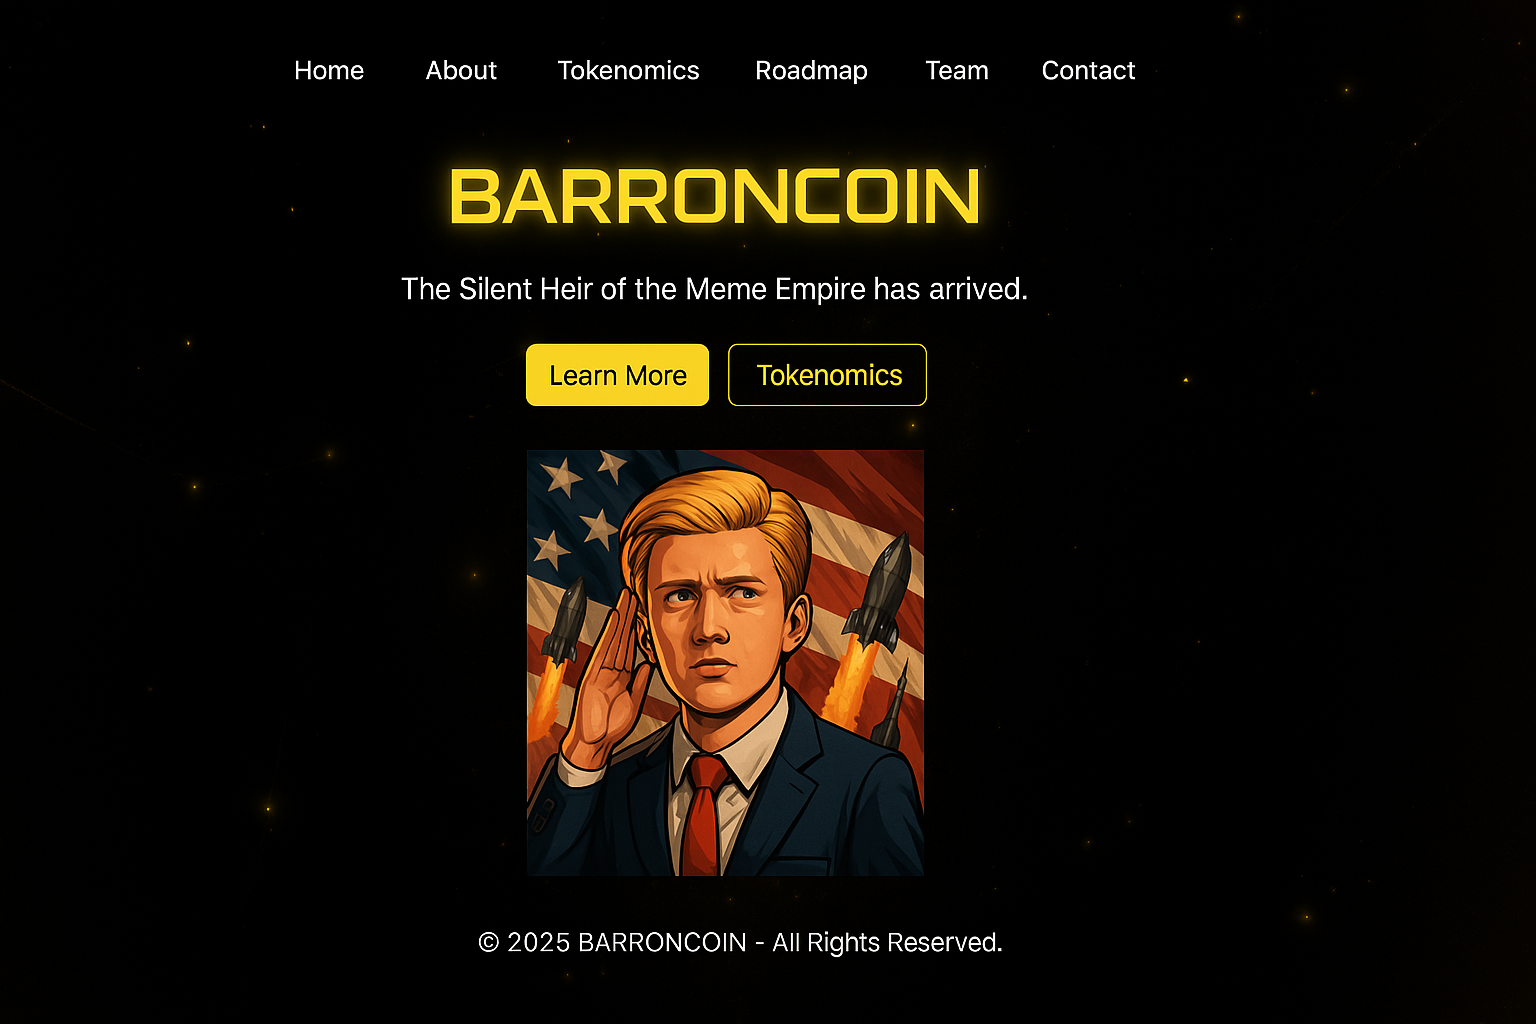 Home About Tokenomics Roadmap Team Contact
BARRONCOIN
The Silent Heir of the Meme Empire has arrived.
Learn More Tokenomics
© 2025 BARRONCOIN - All Rights Reserved.